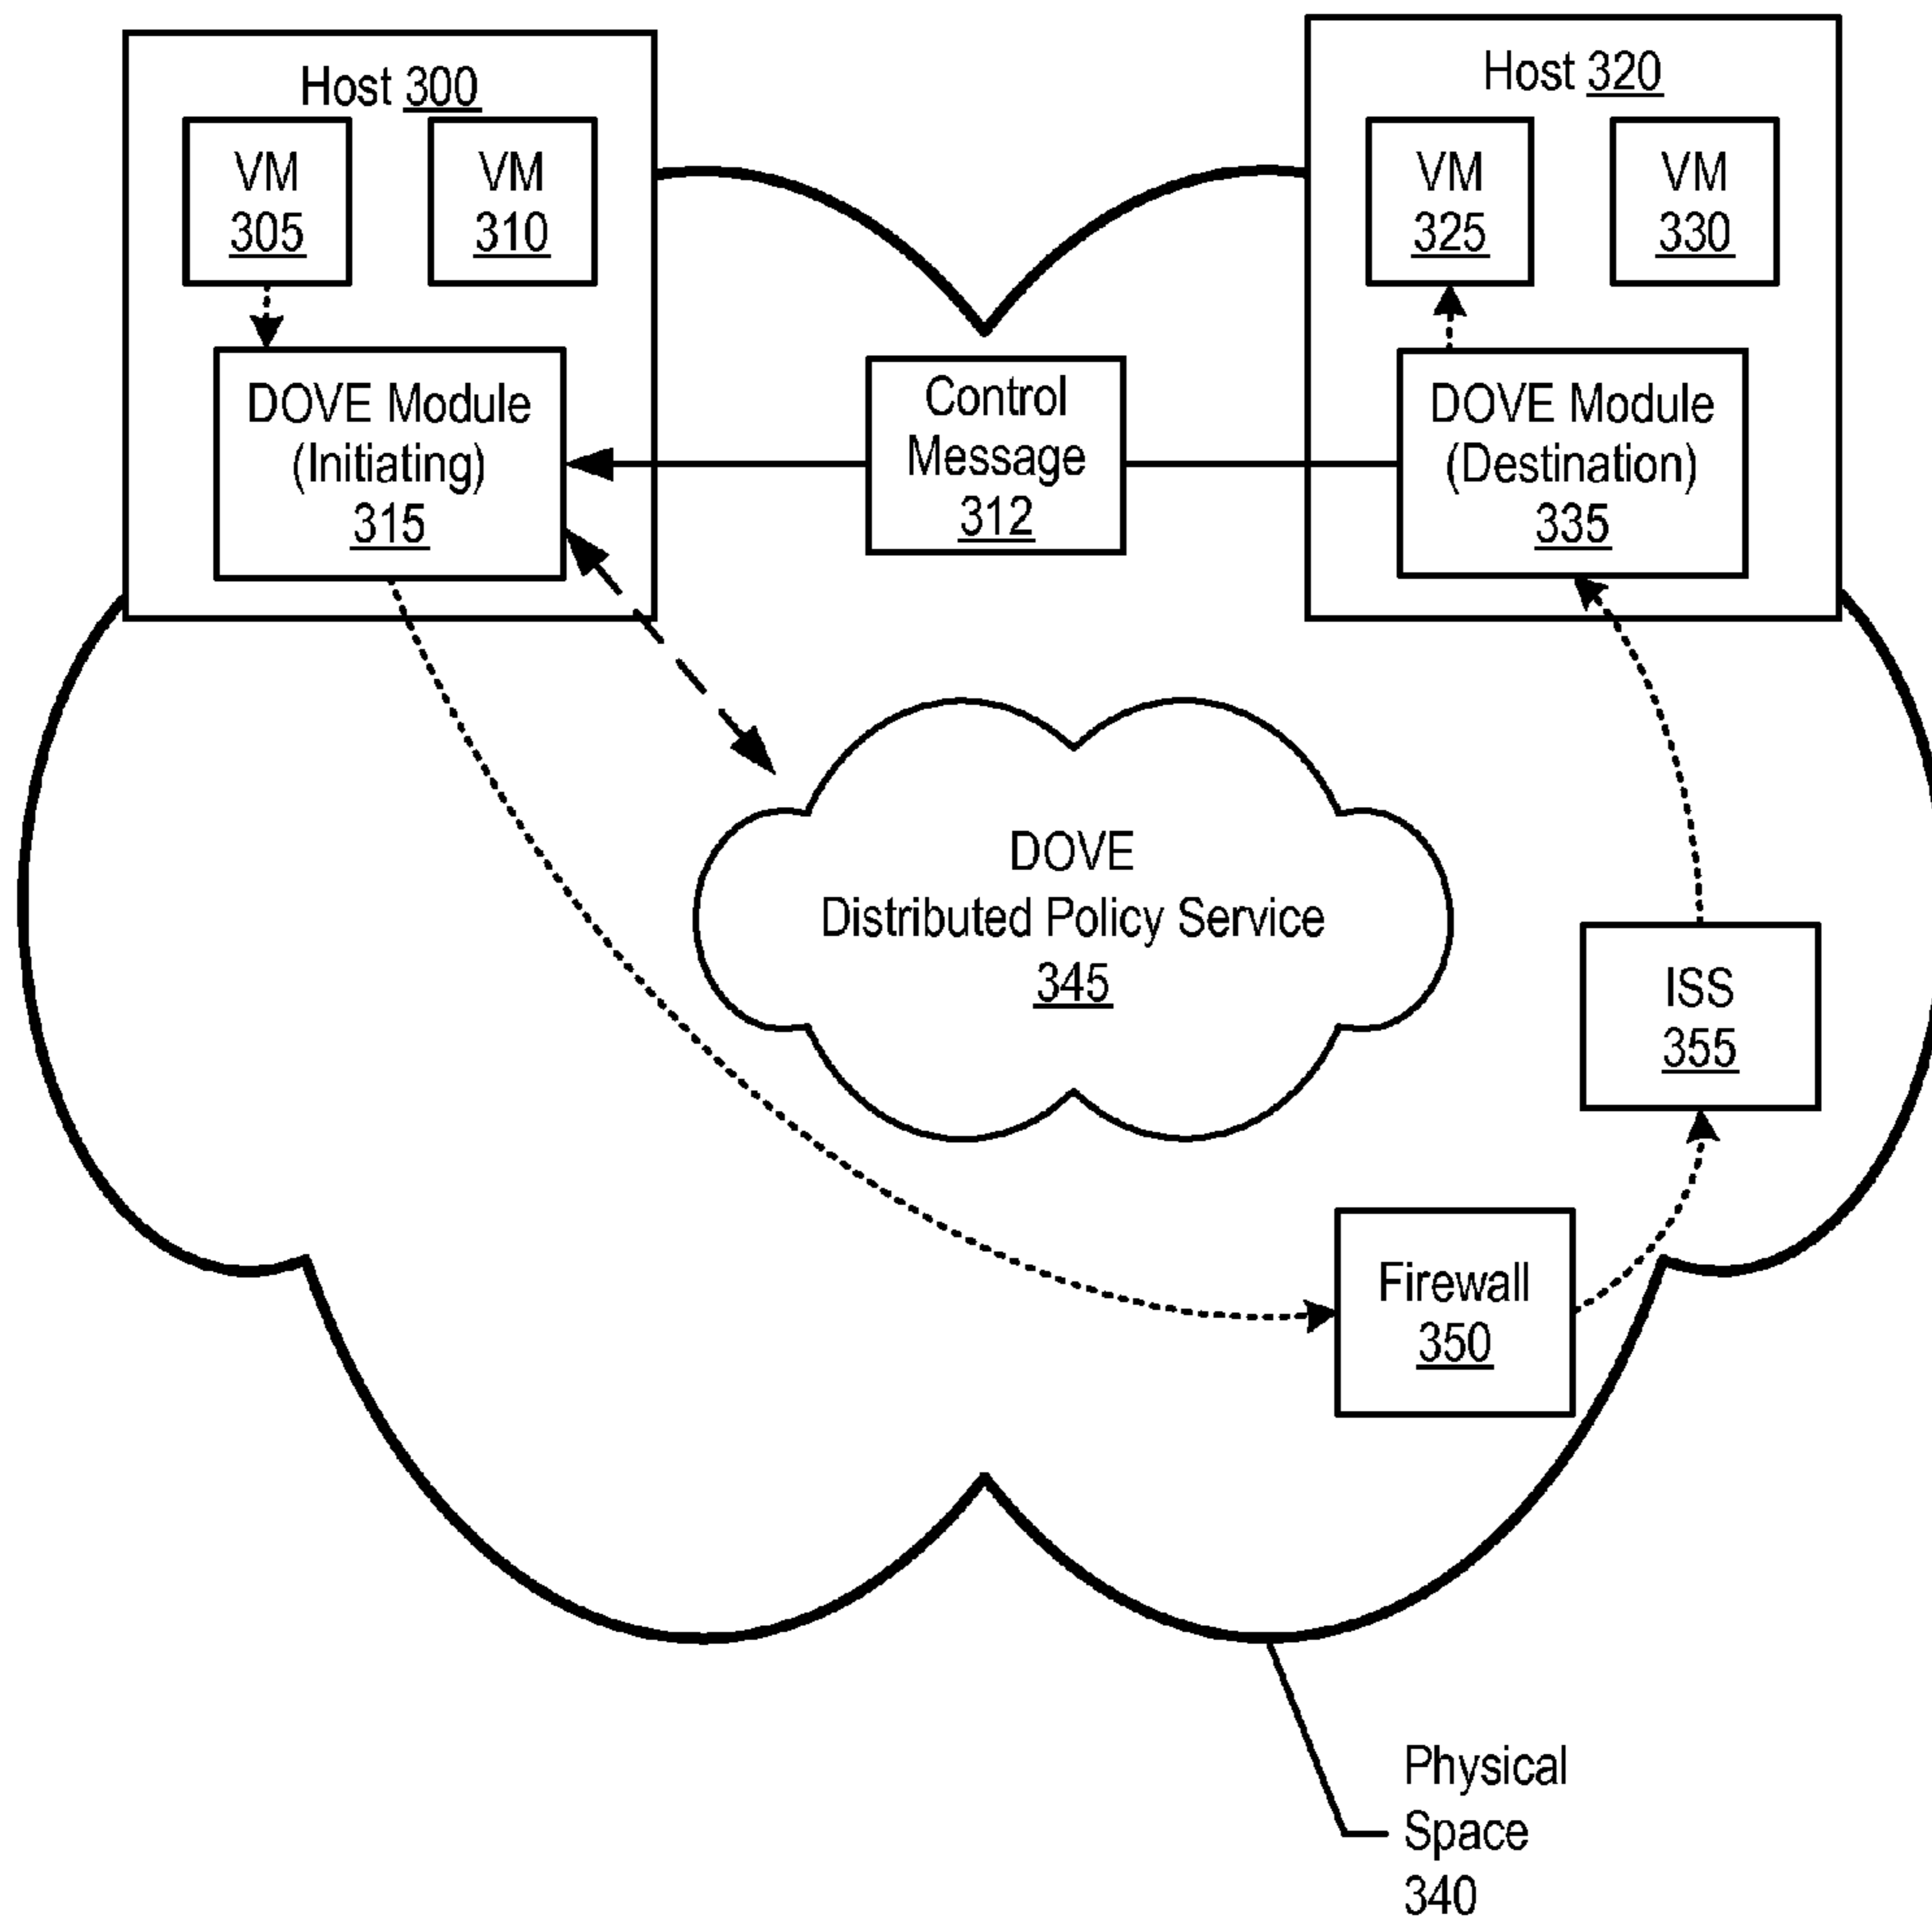 Host 300
VM
305
VM
310
DOVE Module
(Initiating)
315
Control
Message
312
Host 320
VM
325
VM
330
DOVE Module
(Destination)
335
DOVE
Distributed Policy Service
345
ISS
355
Firewall
350
Physical
Space
340